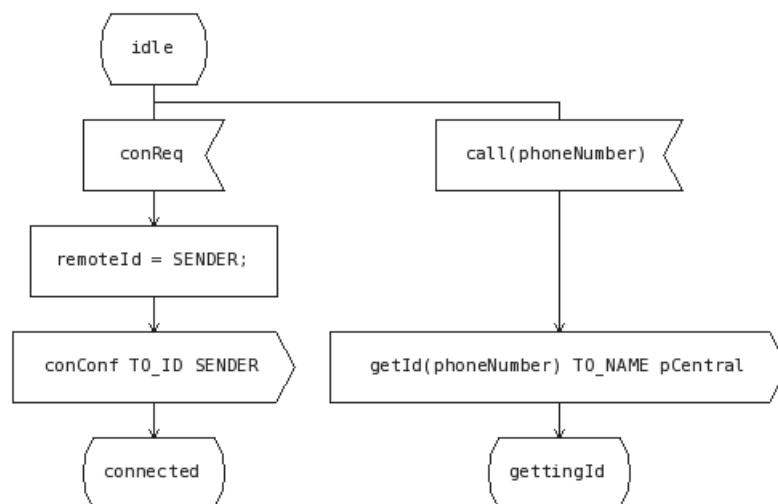 idle
conReq
call(phoneNumber)
remoteId = SENDER;
conConf TO_ID SENDER
getId(phoneNumber) TO_NAME pCentral
connected
gettingId